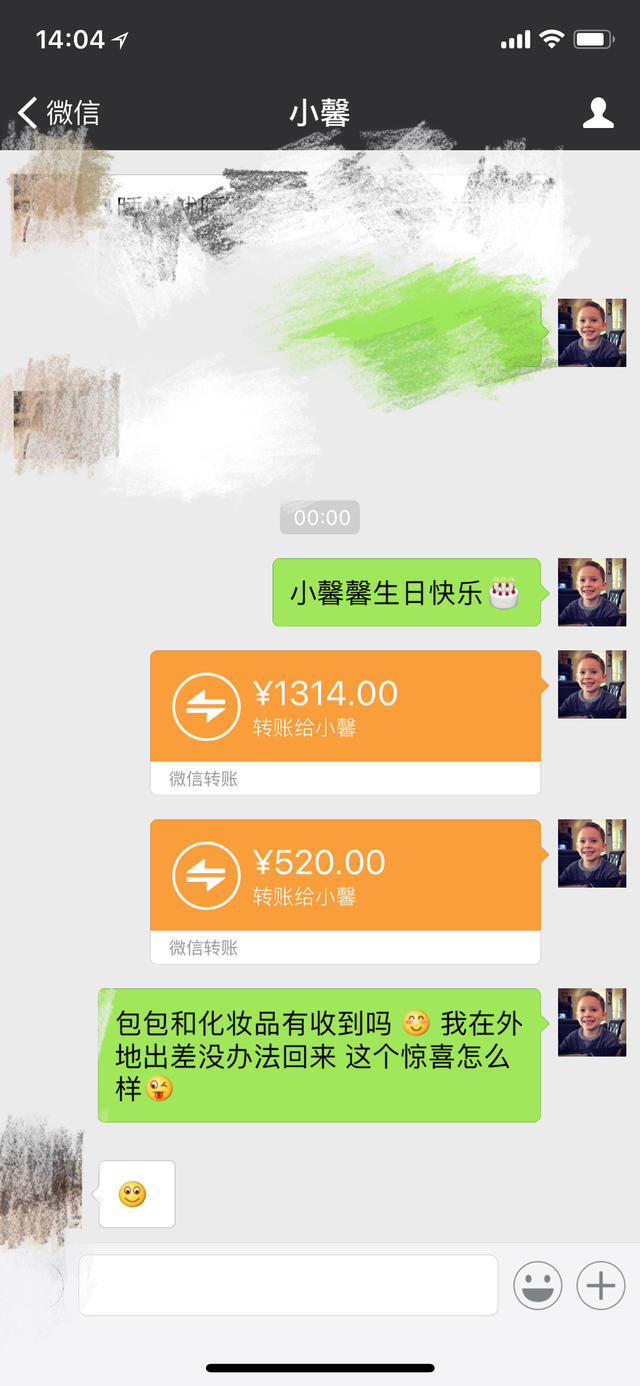 14:04
微信
小馨
00:00
小馨馨生日快乐🎂
¥1314.00
转账给小馨
微信转账
¥520.00
转账给小馨
微信转账
包包和化妆品有收到吗 😊 我在外
地出差没办法回来 这个惊喜怎么
样😜